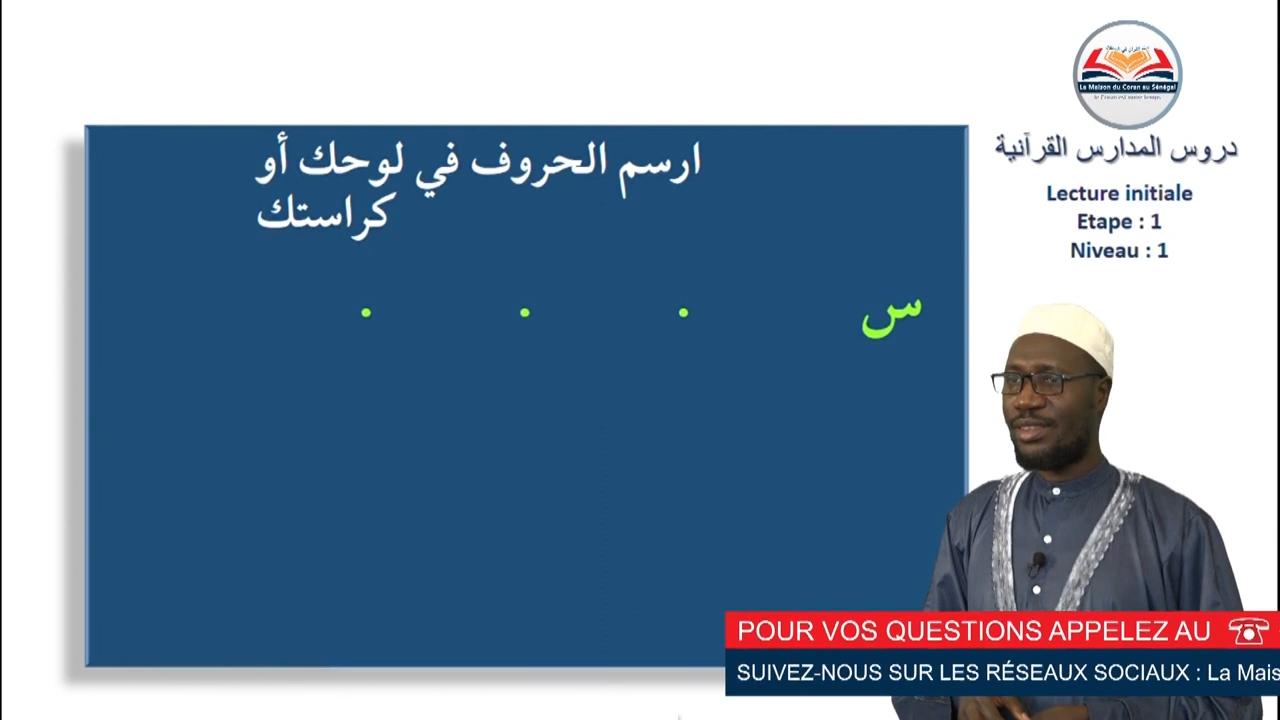 La Maison du Coran au Sénégal
دروس المدارس القرآنية
Lecture initiale
Etape : 1
Niveau : 1
ارسم الحروف في لوحك أو
كراستك
س . . .
POUR VOS QUESTIONS APPELEZ AU
SUIVEZ-NOUS SUR LES RÉSEAUX SOCIAUX : La Mais